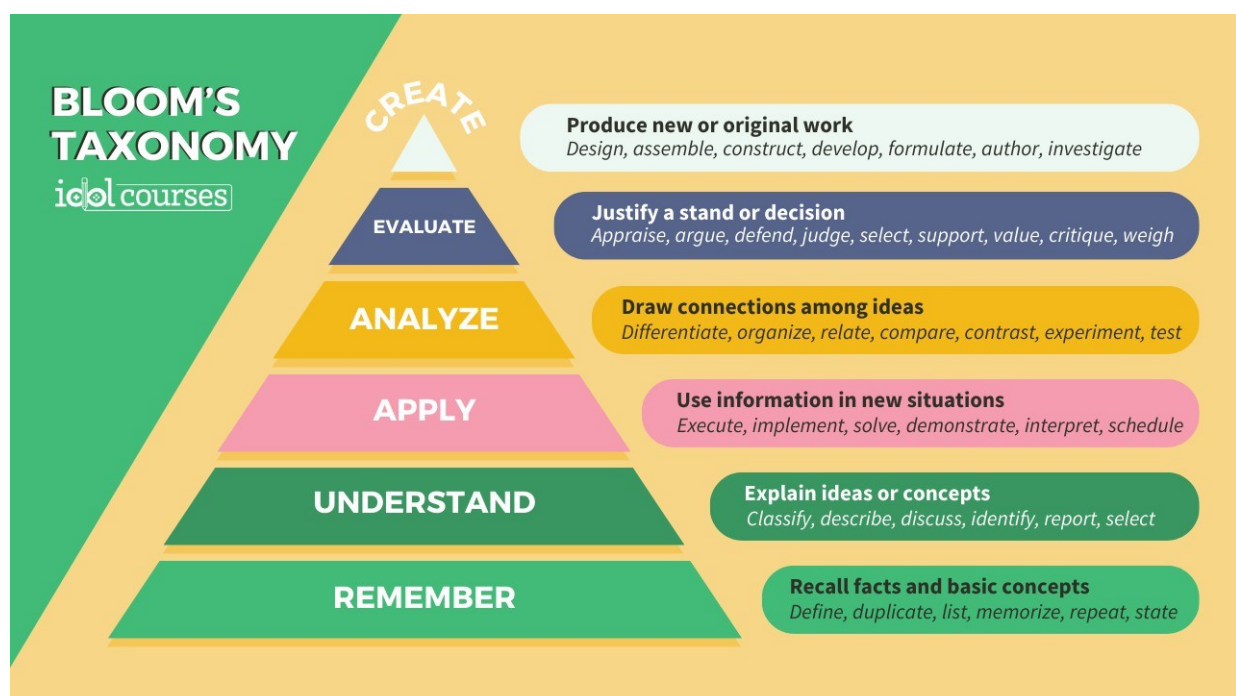 BLOOM'S
TAXONOMY
idol courses
CREATE
Produce new or original work
Design, assemble, construct, develop, formulate, author, investigate
EVALUATE
Justify a stand or decision
Appraise, argue, defend, judge, select, support, value, critique, weigh
ANALYZE
Draw connections among ideas
Differentiate, organize, relate, compare, contrast, experiment, test
APPLY
Use information in new situations
Execute, implement, solve, demonstrate, interpret, schedule
UNDERSTAND
Explain ideas or concepts
Classify, describe, discuss, identify, report, select
REMEMBER
Recall facts and basic concepts
Define, duplicate, list, memorize, repeat, state